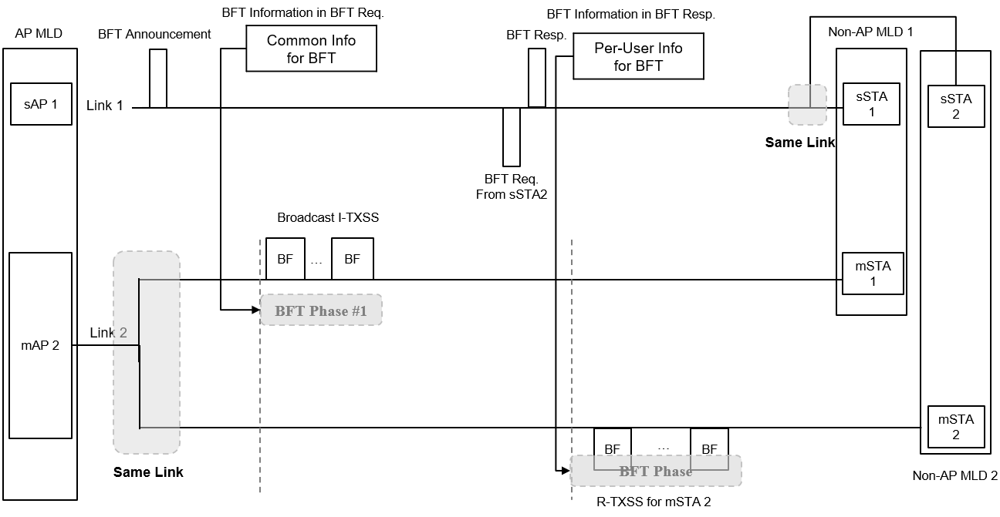 BFT Information in BFT Req.
BFT Information in BFT Resp.
AP MLD
BFT Announcement
Common Info
for BFT
BFT Resp.
Per-User Info
for BFT
Non-AP MLD 1
sAP 1
Link 1
sSTA
1
sSTA
2
Same Link
BFT Req.
From sSTA2
Broadcast I-TXSS
BF
...
BF
mSTA
1
BFT Phase #1
Link 2
mAP 2
mSTA
2
BF
...
BF
BFT Phase
Same Link
Non-AP MLD 2
R-TXSS for mSTA 2